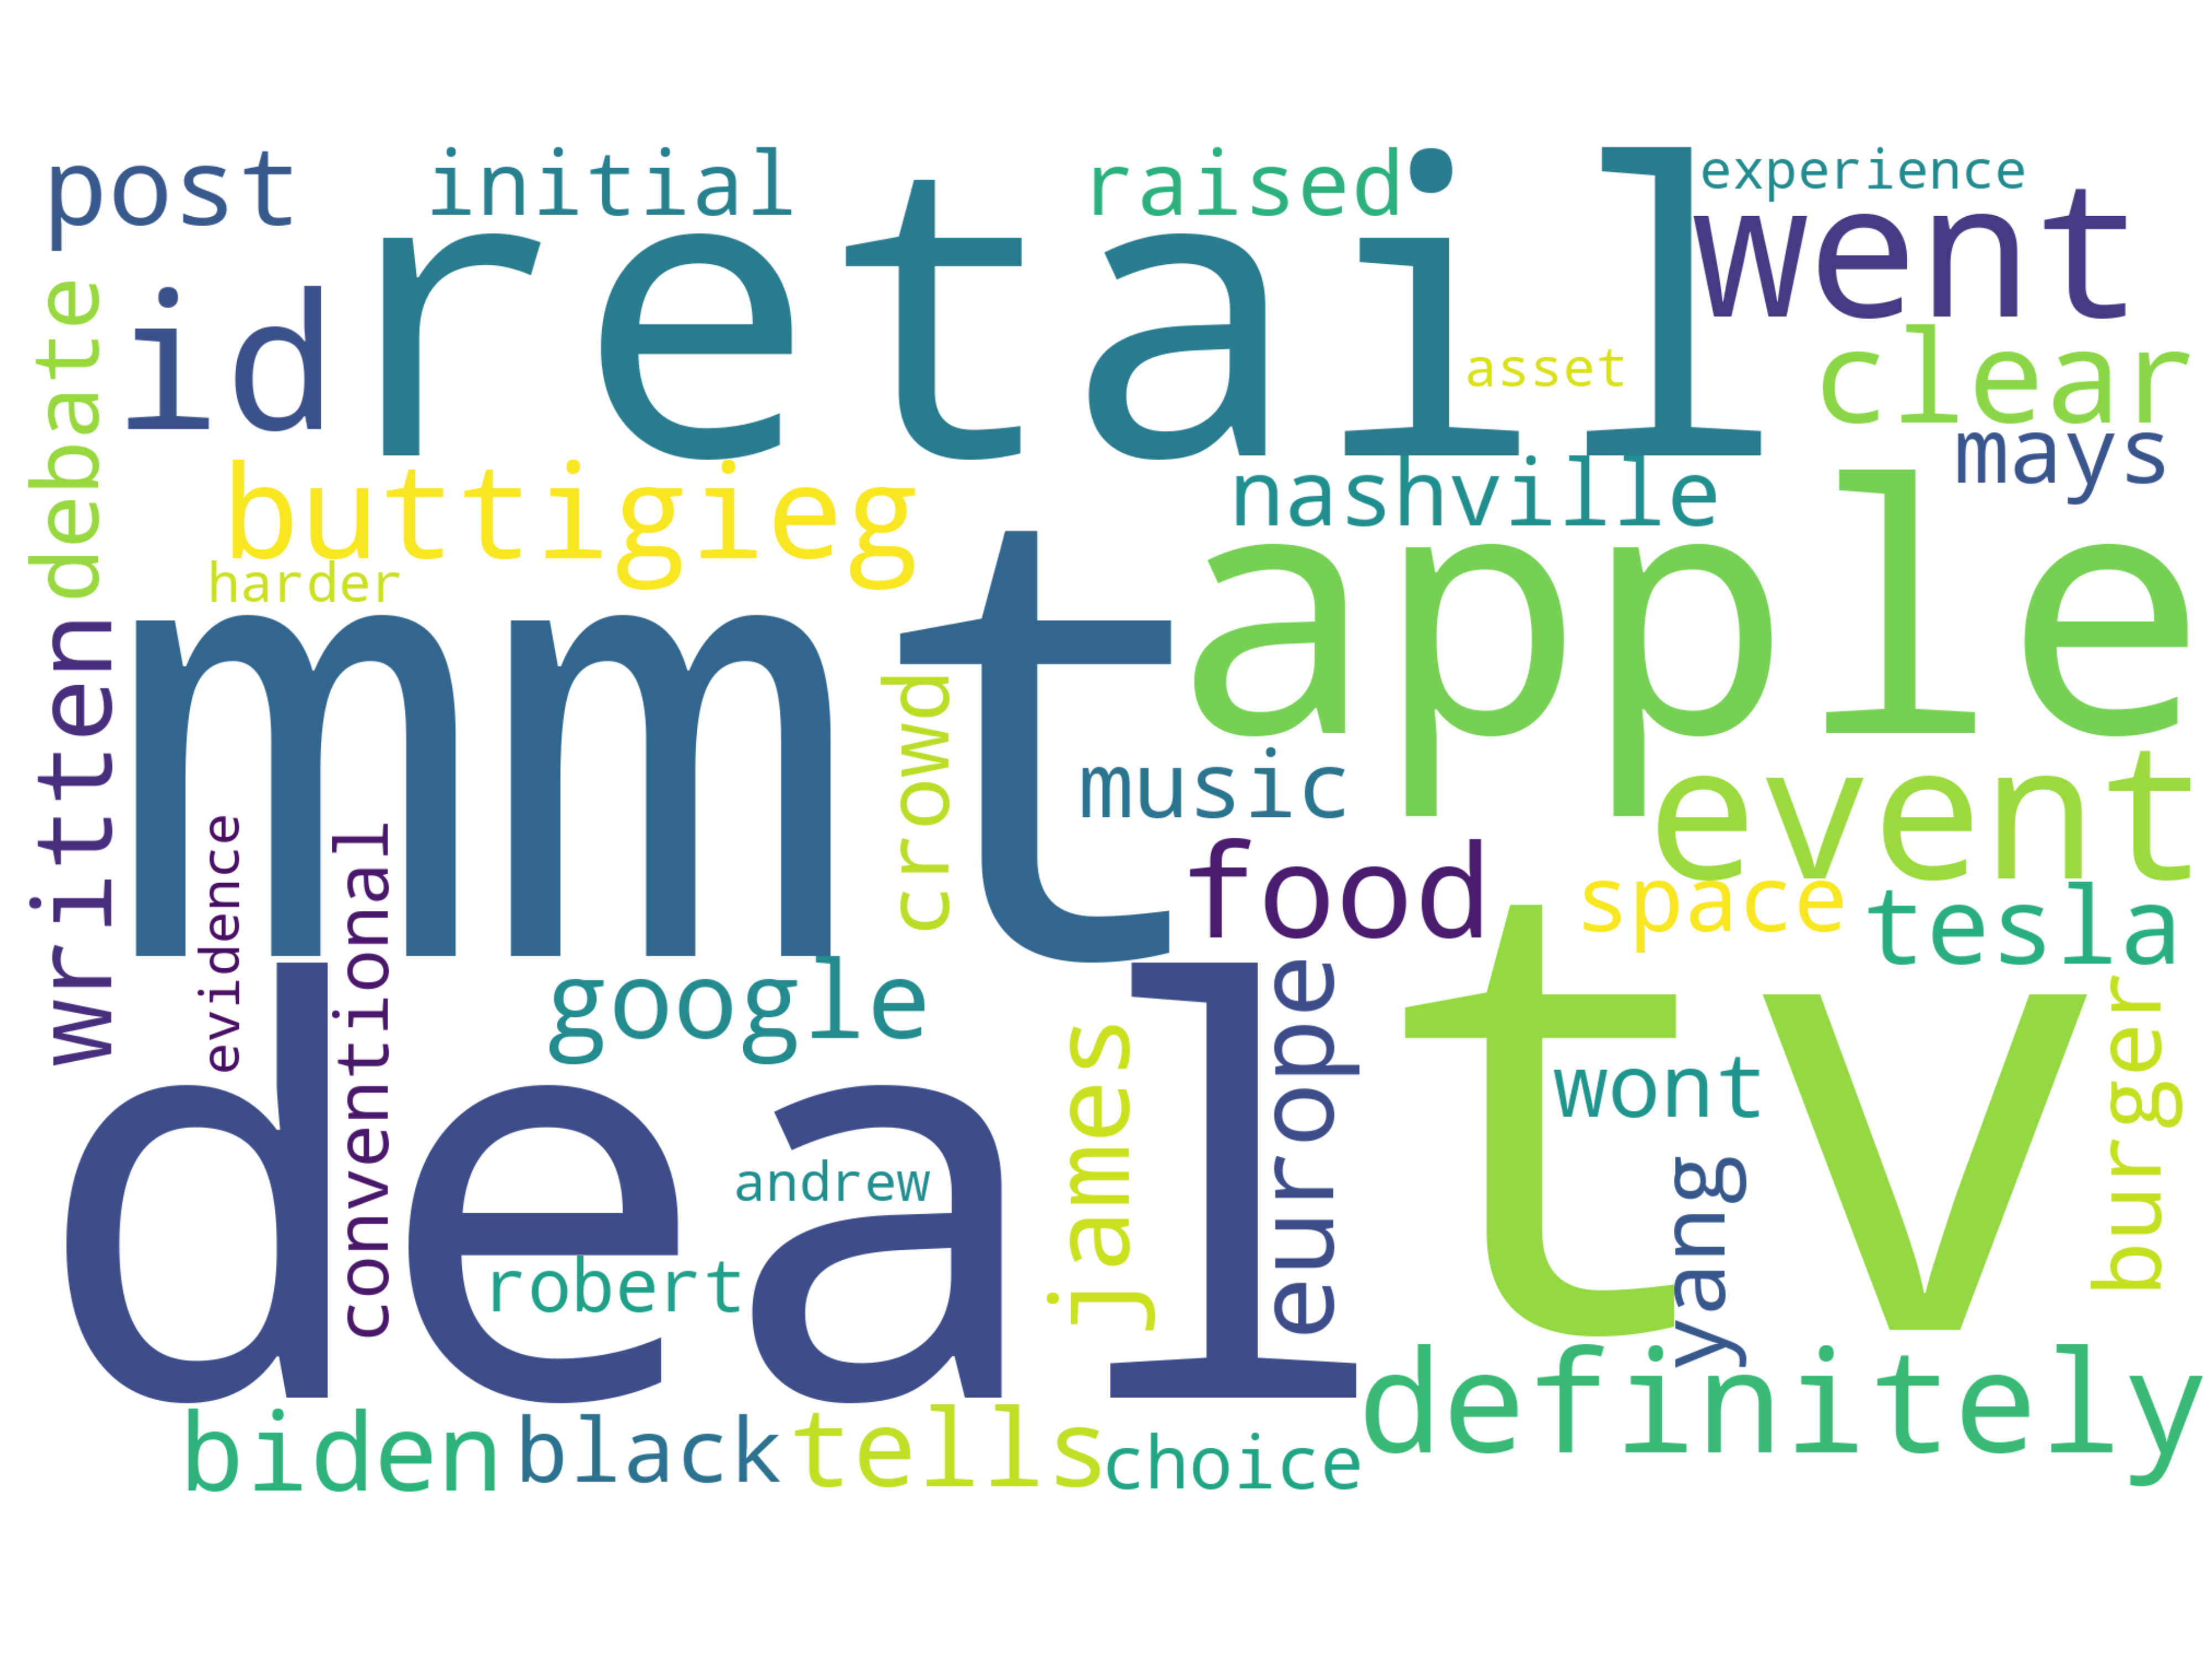 post
initial
raised
experience
retail
went
debate
id
asset
clear
mays
buttigieg
nashville
harder
apple
written
mmt
crowd
music
event
evidence
conventional
food
space
tesla
google
deal
james
europe
tv
wont
burger
andrew
yang
robert
definitely
biden
black
tells
choice